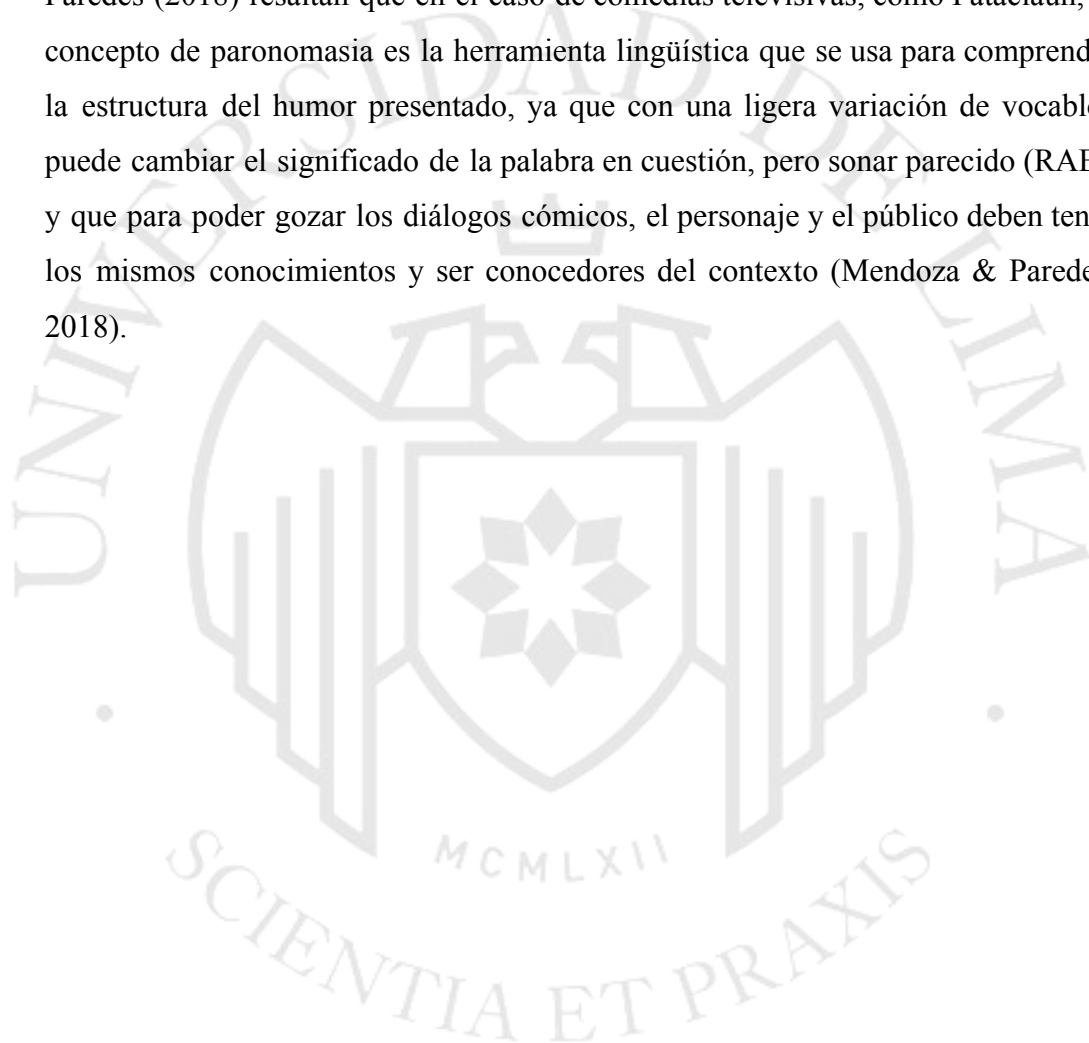 Paredes (2018) resaltan que en el caso de comedias televisivas, como Pataclaun,
concepto de paronomasia es la herramienta lingüística que se usa para comprend
la estructura del humor presentado, ya que con una ligera variación de vocabl
puede cambiar el significado de la palabra en cuestión, pero sonar parecido (RAE
y que para poder gozar los diálogos cómicos, el personaje y el público deben ten
los mismos conocimientos y ser conocedores del contexto (Mendoza & Parede
2018).
UNIVERSIDAD DE LIMA
MCMLXII
SCIENTIA ET PRAXIS